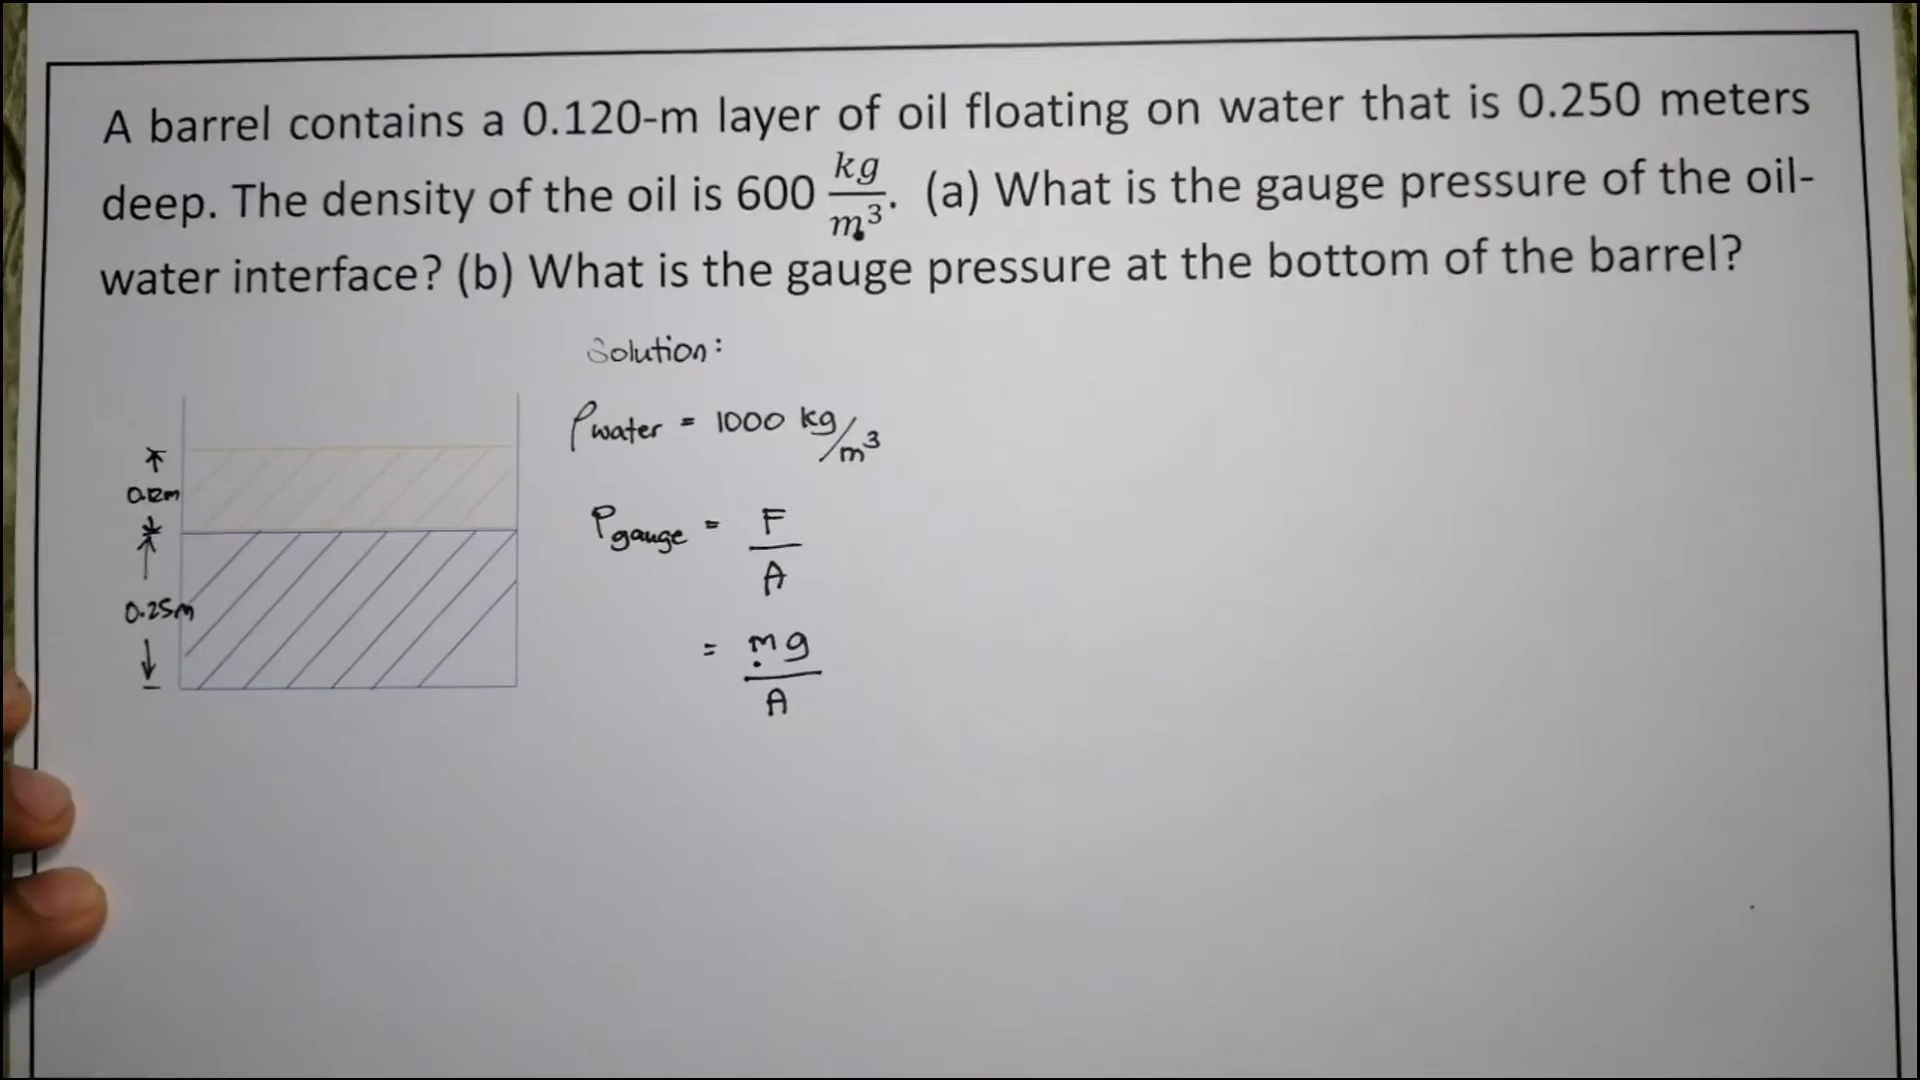 A barrel contains a 0.120-m layer of oil floating on water that is 0.250 meters
deep. The density of the oil is 600 kg/m³. (a) What is the gauge pressure of the oil-
water interface? (b) What is the gauge pressure at the bottom of the barrel?
Solution:
ρwater = 1000 kg/m³
0.12m
Pgauge = F/A
0.25m
= mg/A